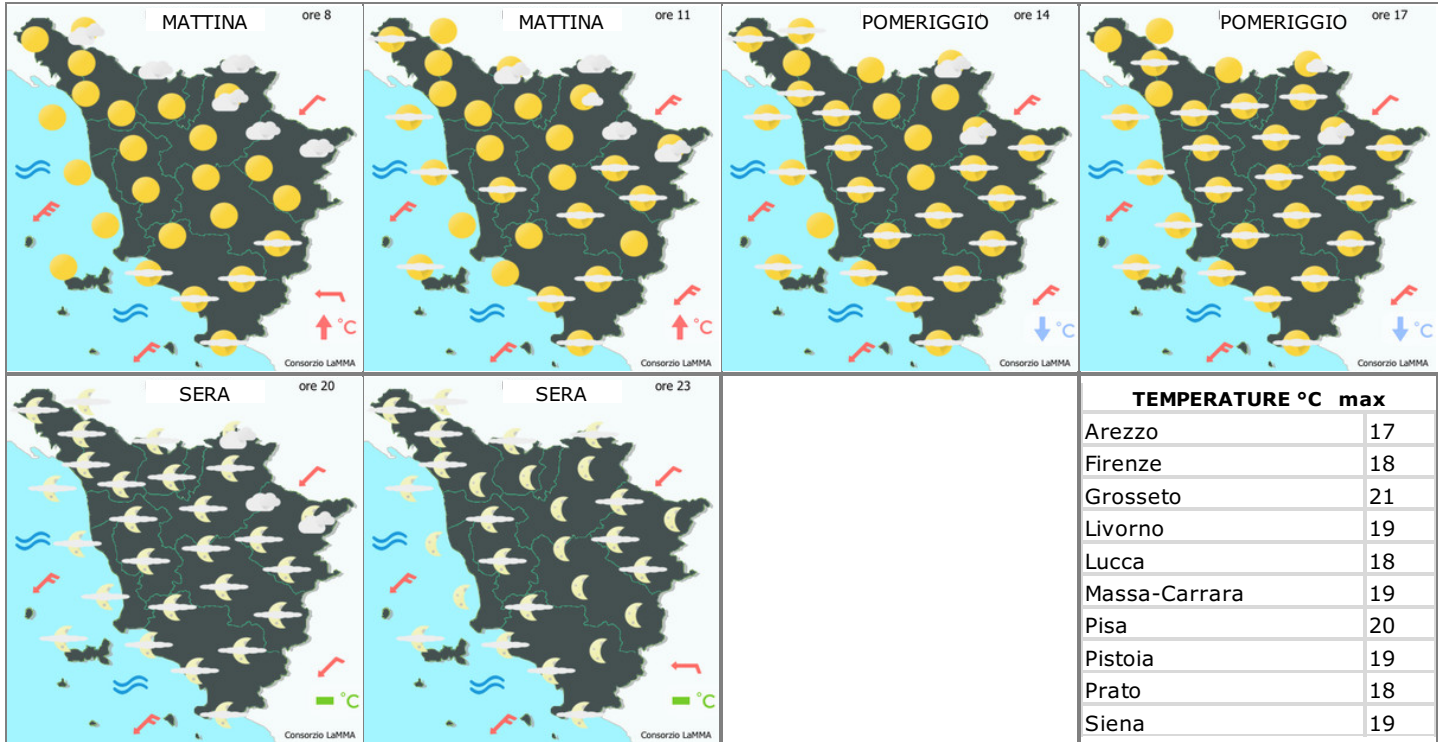 MATTINA ore 8
MATTINA ore 11
POMERIGGIO ore 14
POMERIGGIO ore 17
°C
Consorzio LaMMA
°C
Consorzio LaMMA
°C
Consorzio LaMMA
°C
Consorzio LaMMA
SERA ore 20
SERA ore 23
°C
Consorzio LaMMA
°C
Consorzio LaMMA
TEMPERATURE °C max
Arezzo 17
Firenze 18
Grosseto 21
Livorno 19
Lucca 18
Massa-Carrara 19
Pisa 20
Pistoia 19
Prato 18
Siena 19